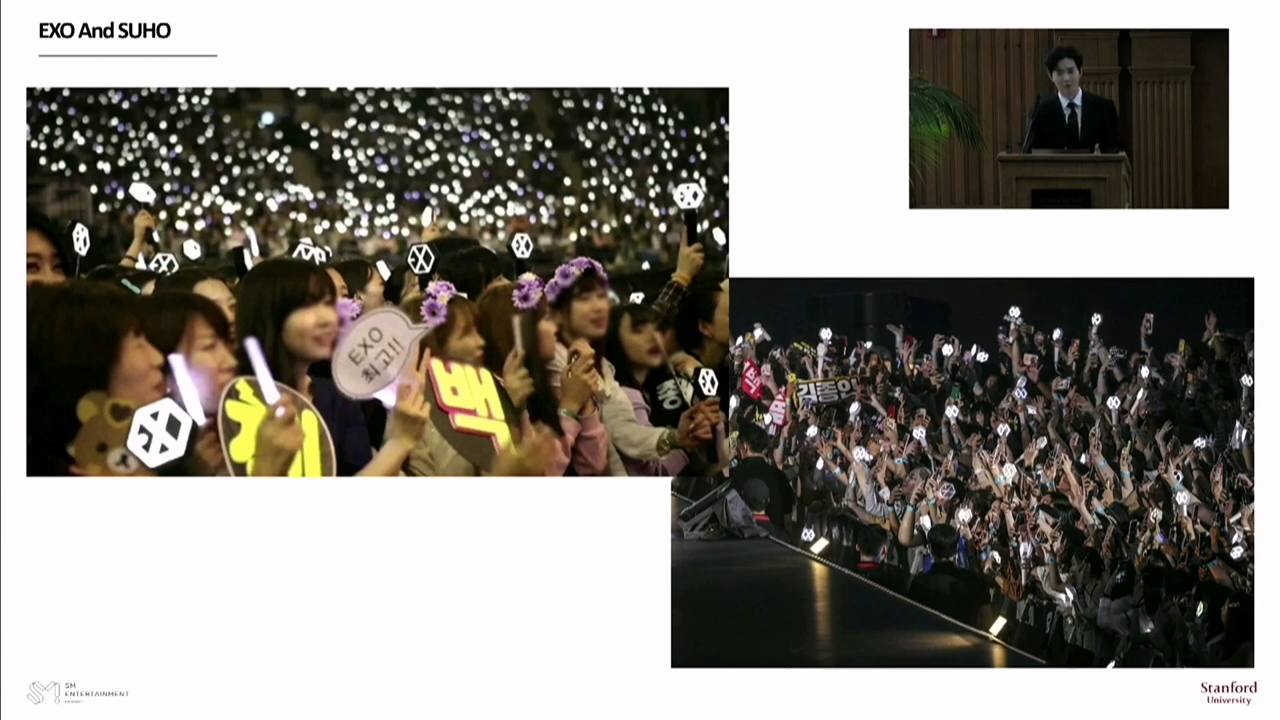 EXO And SUHO
EXO
최고!!
백
김종인
SM
ENTERTAINMENT
Stanford
University